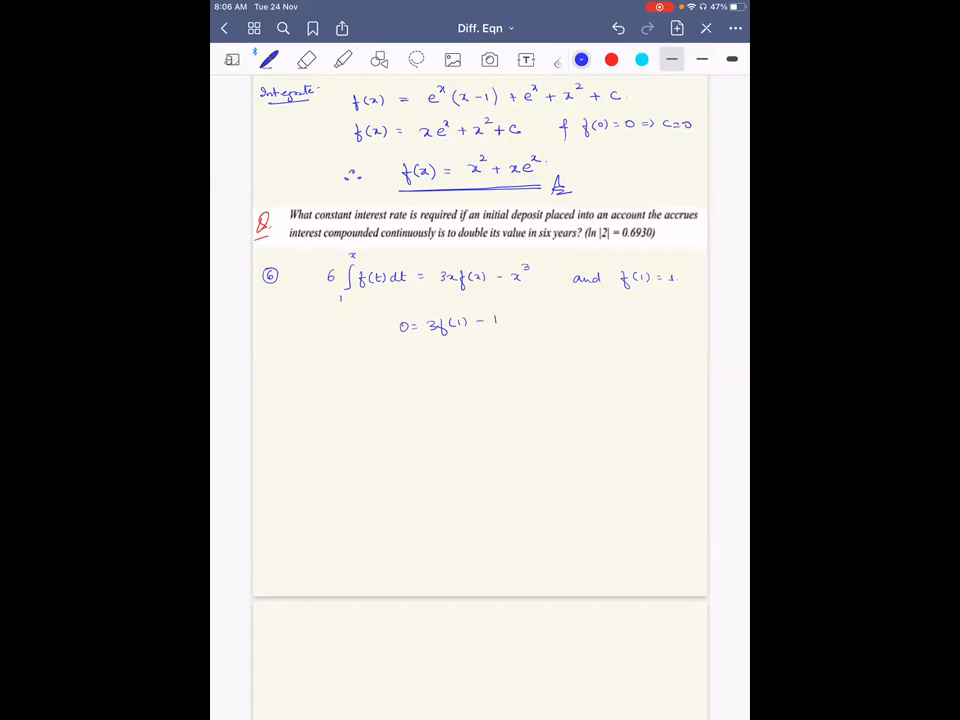 8:06 AM Tue 24 Nov 47%
Diff. Eqn
Integrate
f(x) = e^x (x-1) + e^x + x^2 + c.
f(x) = x e^x + x^2 + c f f(0) = 0 => c=0
∴ f(x) = x^2 + x e^x.
Q. What constant interest rate is required if an initial deposit placed into an account the accrues
interest compounded continuously is to double its value in six years? (ln |2| = 0.6930)
⑥ 6 ∫_1^x f(t) dt = 3x f(x) - x^3 and f(1) = 1.
0 = 3f(1) - 1